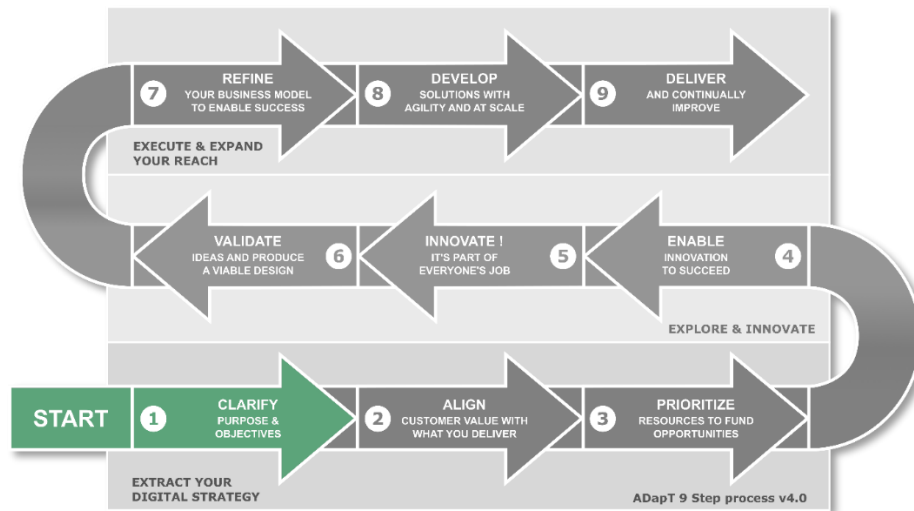 7
REFINE
YOUR BUSINESS MODEL
TO ENABLE SUCCESS
8
DEVELOP
SOLUTIONS WITH
AGILITY AND AT SCALE
9
DELIVER
AND CONTINUALLY
IMPROVE
EXECUTE & EXPAND
YOUR REACH
VALIDATE
IDEAS AND PRODUCE
A VIABLE DESIGN
6
INNOVATE !
IT'S PART OF
EVERYONE'S JOB
5
ENABLE
INNOVATION
TO SUCCEED
4
EXPLORE & INNOVATE
START
1
CLARIFY
PURPOSE &
OBJECTIVES
2
ALIGN
CUSTOMER VALUE WITH
WHAT YOU DELIVER
3
PRIORITIZE
RESOURCES TO FUND
OPPORTUNITIES
EXTRACT YOUR
DIGITAL STRATEGY
ADapT 9 Step process v4.0